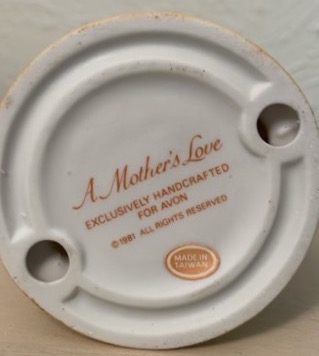 A Mother's Love
EXCLUSIVELY HANDCRAFTED
FOR AVON
©1981 ALL RIGHTS RESERVED
MADE IN
TAIWAN